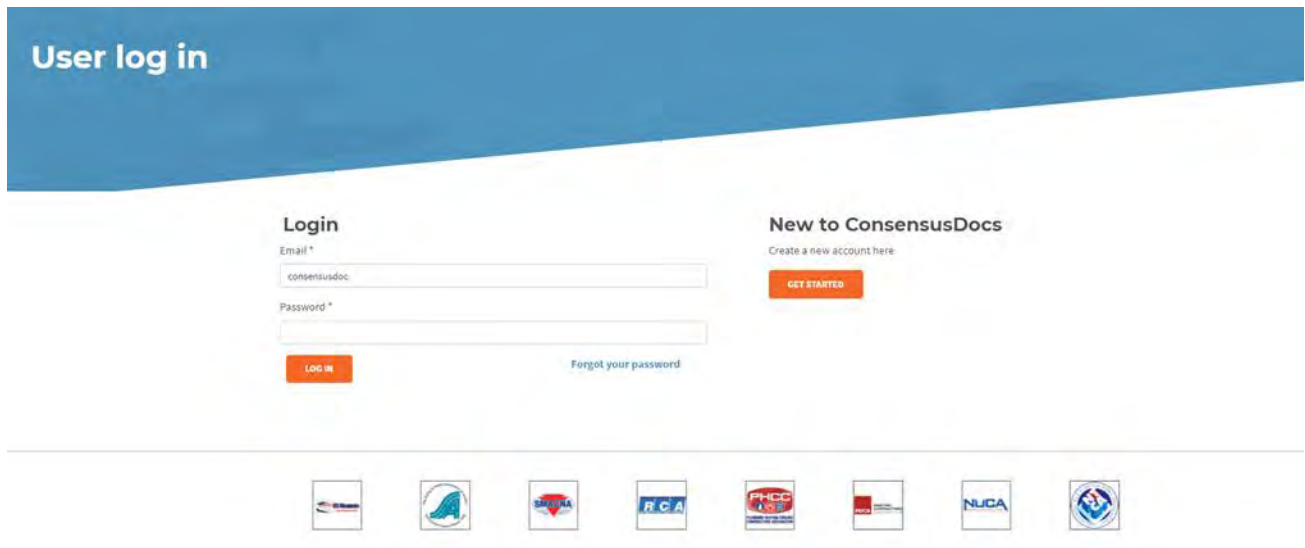 User log in
Login
Email *
consensusdoc
Password *
LOG IN
Forgot your password
New to ConsensusDocs
Create a new account here
GET STARTED
SMACNA
RCA
PHCC
NUCA